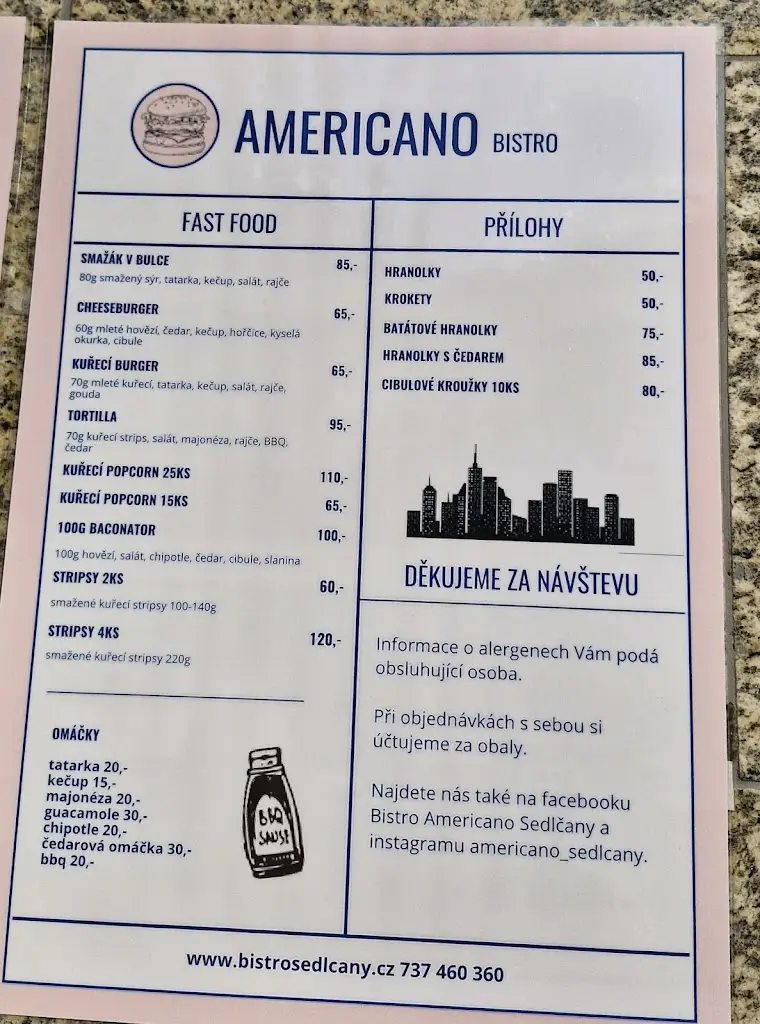 AMERICANO BISTRO
FAST FOOD
SMAŽÁK V BULCE 85,-
80g smažený sýr, tatarka, kečup, salát, rajče
CHEESEBURGER 65,-
60g mleté hovězí, čedar, kečup, hořčice, kyselá
okurka, cibule
KUŘECÍ BURGER 65,-
70g mleté kuřecí, tatarka, kečup, salát, rajče,
gouda
TORTILLA 95,-
70g kuřecí strips, salát, majonéza, rajče, BBQ,
čedar
KUŘECÍ POPCORN 25KS 110,-
KUŘECÍ POPCORN 15KS 65,-
100G BACONATOR 100,-
100g hovězí, salát, chipotle, čedar, cibule, slanina
STRIPSY 2KS 60,-
smažené kuřecí stripsy 100-140g
STRIPSY 4KS 120,-
smažené kuřecí stripsy 220g
OMÁČKY
tatarka 20,-
kečup 15,-
majonéza 20,-
guacamole 30,-
chipotle 20,-
čedarová omáčka 30,-
bbq 20,-
BBQ
SAUSE
PŘÍLOHY
HRANOLKY 50,-
KROKETY 50,-
BATÁTOVÉ HRANOLKY 75,-
HRANOLKY S ČEDAREM 85,-
CIBULOVÉ KROUŽKY 10KS 80,-
DĚKUJEME ZA NÁVŠTEVU
Informace o alergenech Vám podá
obsluhující osoba.
Při objednávkách s sebou si
účtujeme za obaly.
Najdete nás také na facebooku
Bistro Americano Sedlčany a
instagramu americano_sedlcany.
www.bistrosedlcany.cz 737 460 360